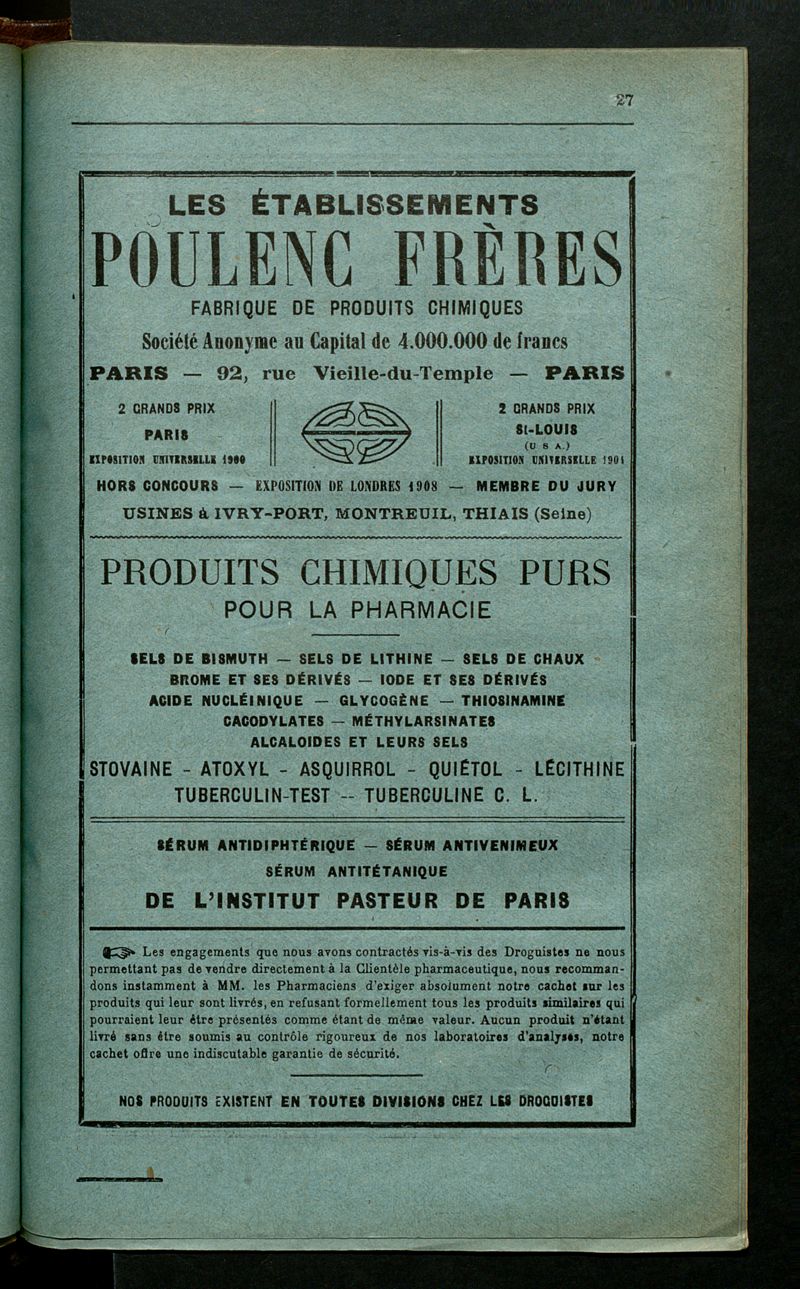 27
LES ÉTABLISSEMENTS
POULENC FRÈRES
FABRIQUE DE PRODUITS CHIMIQUES
Société Anonyme au Capital de 4.000.000 de francs
PARIS — 92, rue Vieille-du-Temple — PARIS
2 GRANDS PRIX
PARIS
EXPOSITION UNIVERSELLE 1900
2 GRANDS PRIX
St-LOUIS
(U S A.)
EXPOSITION UNIVERSELLE 1904
HORS CONCOURS — EXPOSITION DE LONDRES 1908 — MEMBRE DU JURY
USINES à IVRY-PORT, MONTREUIL, THIAIS (Seine)
PRODUITS CHIMIQUES PURS
POUR LA PHARMACIE
SELS DE BISMUTH — SELS DE LITHINE — SELS DE CHAUX
BROME ET SES DÉRIVÉS — IODE ET SES DÉRIVÉS
ACIDE NUCLÉINIQUE — GLYCOGÈNE — THIOSINAMINE
CACODYLATES — MÉTHYLARSINATES
ALCALOIDES ET LEURS SELS
STOVAINE - ATOXYL - ASQUIRROL - QUIÉTOL - LÉCITHINE
TUBERCULIN-TEST -- TUBERCULINE C. L.
SÉRUM ANTIDIPHTÉRIQUE — SÉRUM ANTIVENIMEUX
SÉRUM ANTITÉTANIQUE
DE L'INSTITUT PASTEUR DE PARIS
☞ Les engagements que nous avons contractés vis-à-vis des Droguistes ne nous
permettant pas de vendre directement à la Clientèle pharmaceutique, nous recomman-
dons instamment à MM. les Pharmaciens d'exiger absolument notre cachet sur les
produits qui leur sont livrés, en refusant formellement tous les produits similaires qui
pourraient leur être présentés comme étant de même valeur. Aucun produit n'étant
livré sans être soumis au contrôle rigoureux de nos laboratoires d'analyses, notre
cachet offre une indiscutable garantie de sécurité.
NOS PRODUITS EXISTENT EN TOUTES DIVISIONS CHEZ LES DROGUISTES